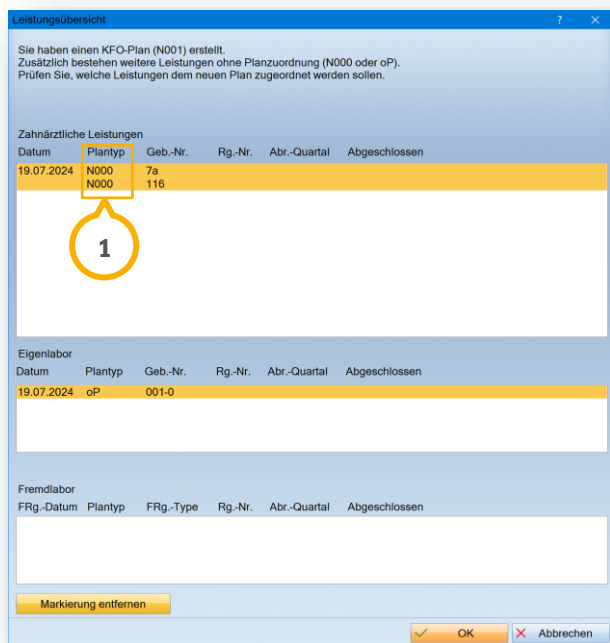 Leistungsübersicht
Sie haben einen KFO-Plan (N001) erstellt.
Zusätzlich bestehen weitere Leistungen ohne Planzuordnung (N000 oder oP).
Prüfen Sie, welche Leistungen dem neuen Plan zugeordnet werden sollen.
Zahnärztliche Leistungen
Datum Plantyp Geb.-Nr. Rg.-Nr. Abr.-Quartal Abgeschlossen
19.07.2024 N000 7a
N000 116
1
Eigenlabor
Datum Plantyp Geb.-Nr. Rg.-Nr. Abr.-Quartal Abgeschlossen
19.07.2024 oP 001-0
Fremdlabor
FRg.-Datum Plantyp FRg.-Type Rg.-Nr. Abr.-Quartal Abgeschlossen
Markierung entfernen
OK Abbrechen